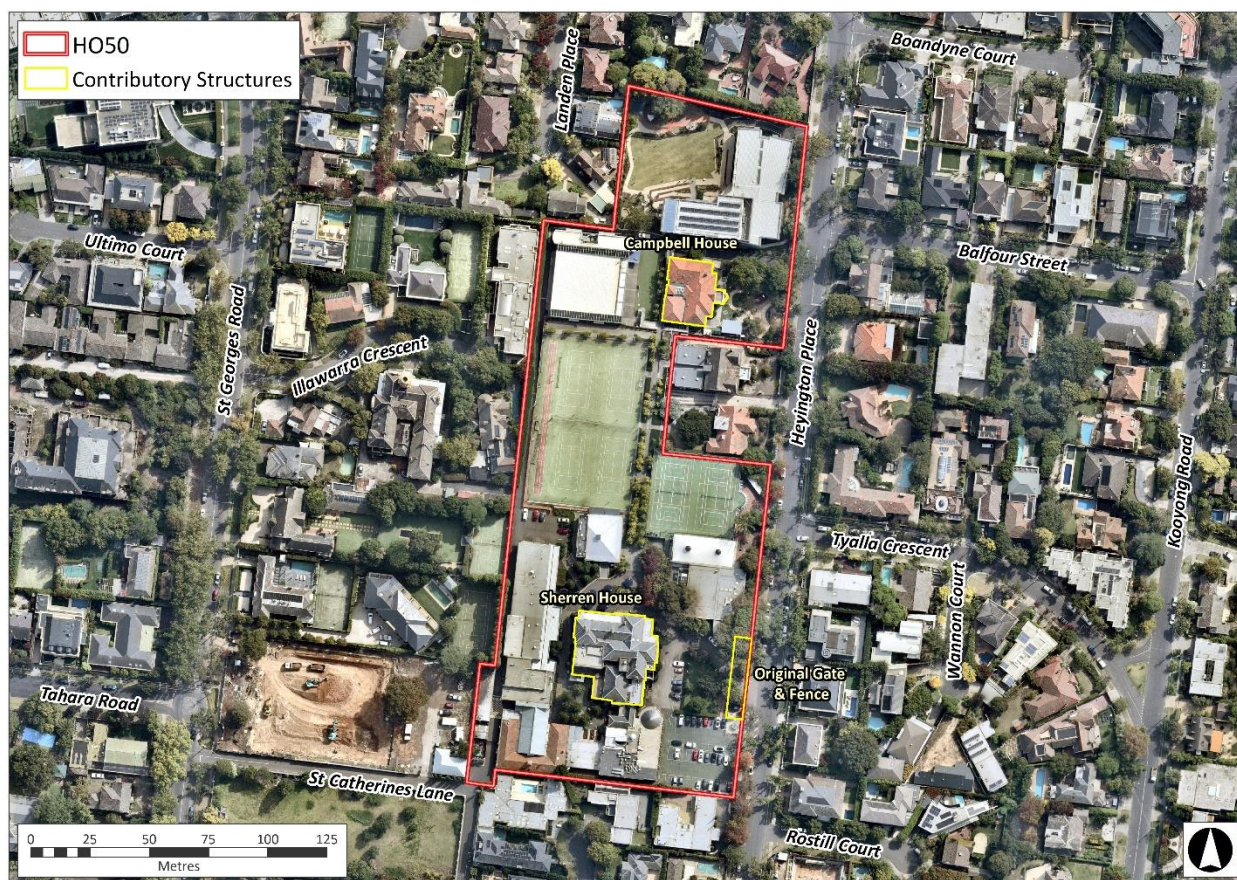 HO50
Contributory Structures
Landen Place
Boandyne Court
Ultimo Court
St Georges Road
Campbell House
Balfour Street
Illawarra Crescent
Heyington Place
Kooyong Road
Tyalla Crescent
Wannon Court
Sherren House
Original Gate
& Fence
Tahara Road
St Catherines Lane
Rostill Court
0 25 50 75 100 125
Metres